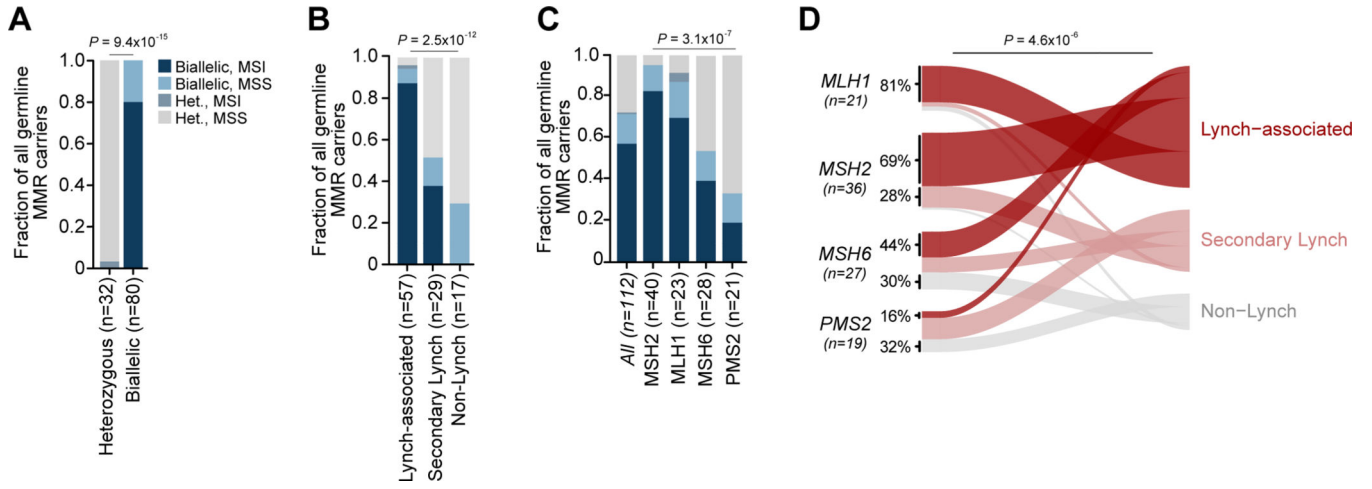 A
P = 9.4x10-15
Fraction of all germline
MMR carriers
1.0
0.8
0.6
0.4
0.2
0
Heterozygous (n=32)
Biallelic (n=80)
Biallelic, MSI
Biallelic, MSS
Het., MSI
Het., MSS
B
P = 2.5x10-12
Fraction of all germline
MMR carriers
1.0
0.8
0.6
0.4
0.2
0
Lynch-associated (n=57)
Secondary Lynch (n=29)
Non-Lynch (n=17)
C
P = 3.1x10-7
Fraction of all germline
MMR carriers
1.0
0.8
0.6
0.4
0.2
0
All (n=112)
MSH2 (n=40)
MLH1 (n=23)
MSH6 (n=28)
PMS2 (n=21)
D
P = 4.6x10-6
MLH1
(n=21)
81%
MSH2
(n=36)
69%
28%
MSH6
(n=27)
44%
30%
PMS2
(n=19)
16%
32%
Lynch-associated
Secondary Lynch
Non-Lynch